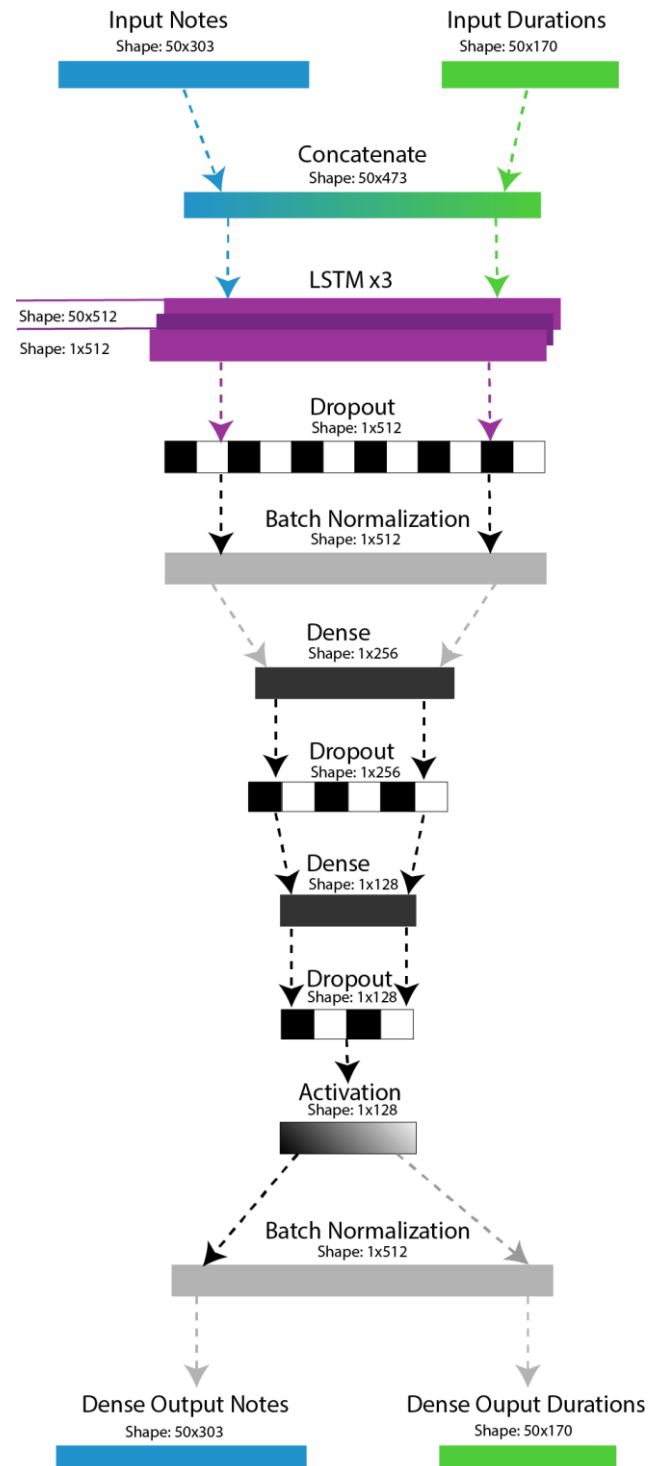 Input Notes
Shape: 50x303
Input Durations
Shape: 50x170
Concatenate
Shape: 50x473
LSTM x3
Shape: 50x512
Shape: 1x512
Dropout
Shape: 1x512
Batch Normalization
Shape: 1x512
Dense
Shape: 1x256
Dropout
Shape: 1x256
Dense
Shape: 1x128
Dropout
Shape: 1x128
Activation
Shape: 1x128
Batch Normalization
Shape: 1x512
Dense Output Notes
Shape: 50x303
Dense Ouput Durations
Shape: 50x170